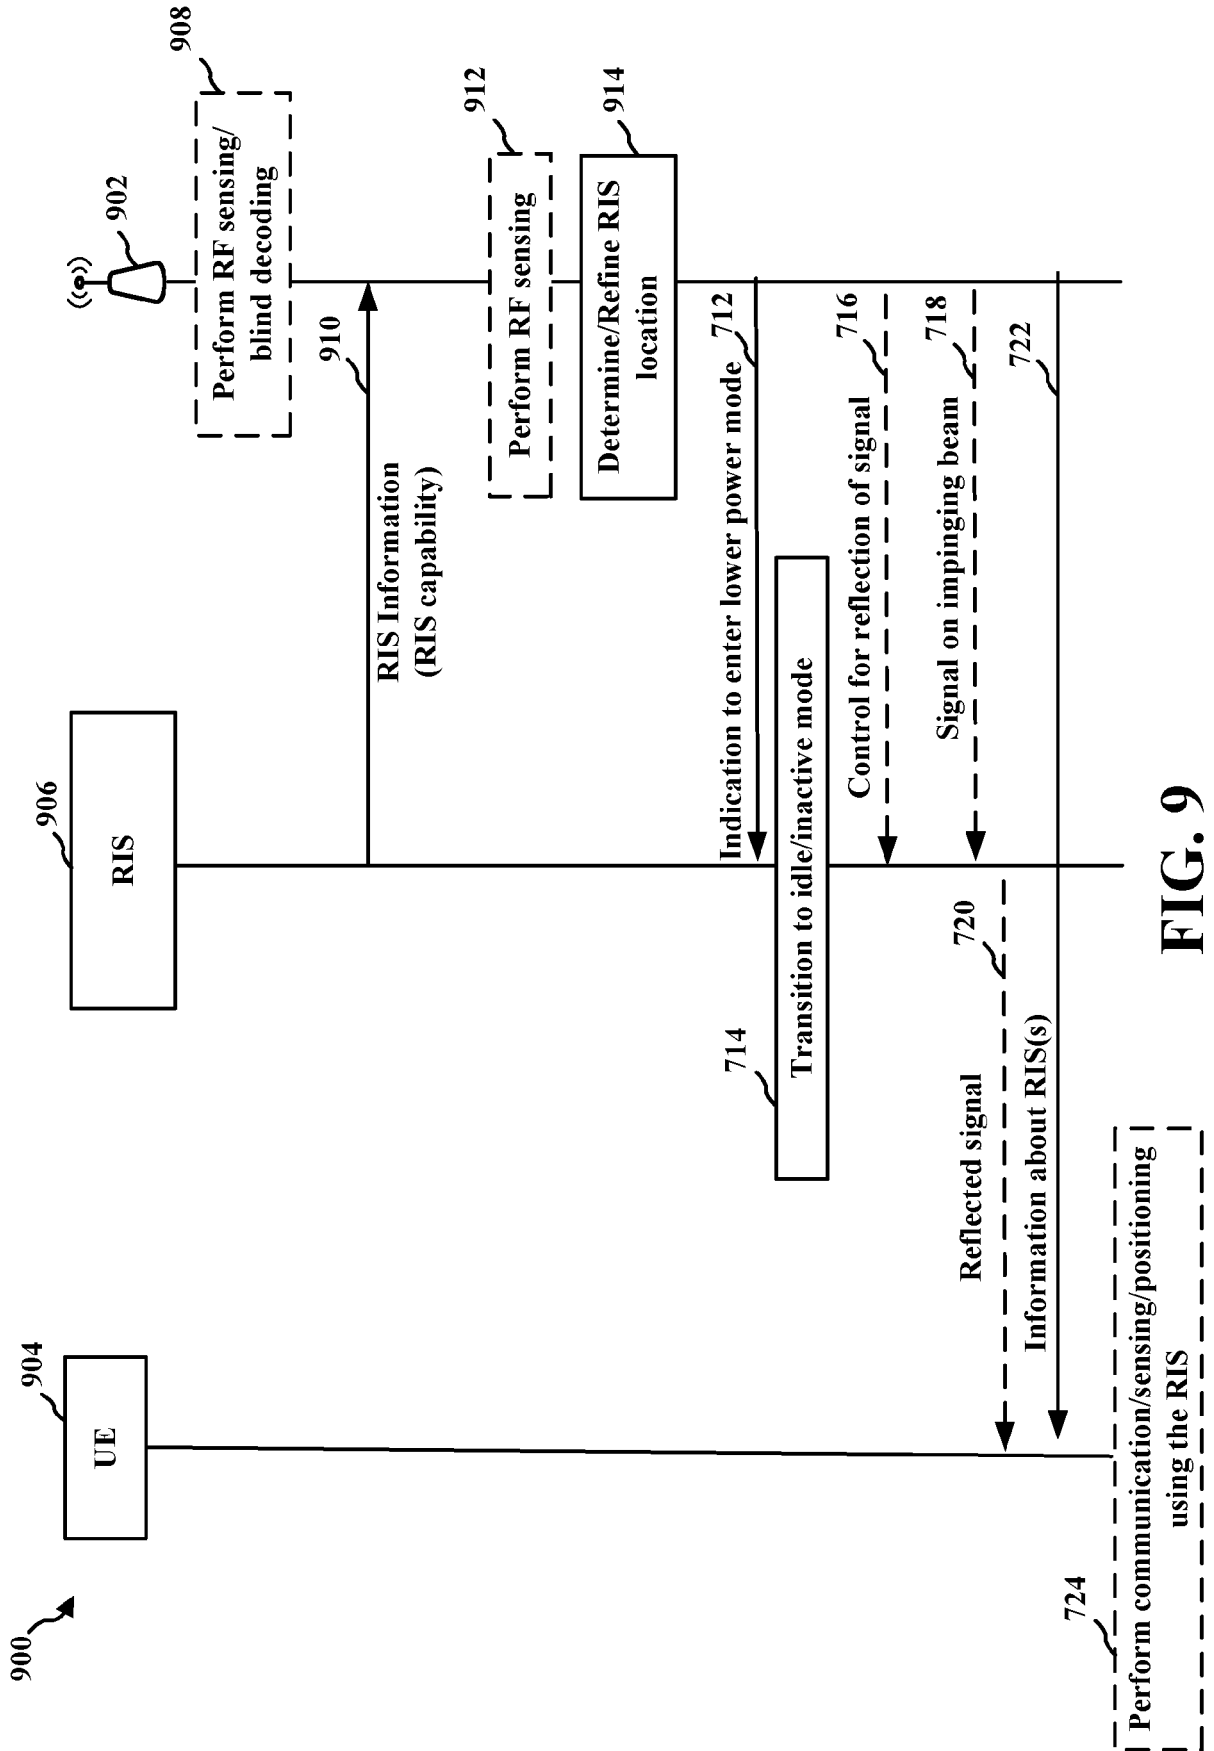 900
UE
904
RIS
906
902
Perform RF sensing/
blind decoding
908
910
RIS Information
(RIS capability)
Perform RF sensing
912
Determine/Refine RIS
location
914
Indication to enter lower power mode
712
714
Transition to idle/inactive mode
Control for reflection of signal
716
Signal on impinging beam
718
Reflected signal
720
Information about RIS(s)
722
724
Perform communication/sensing/positioning
using the RIS
FIG. 9